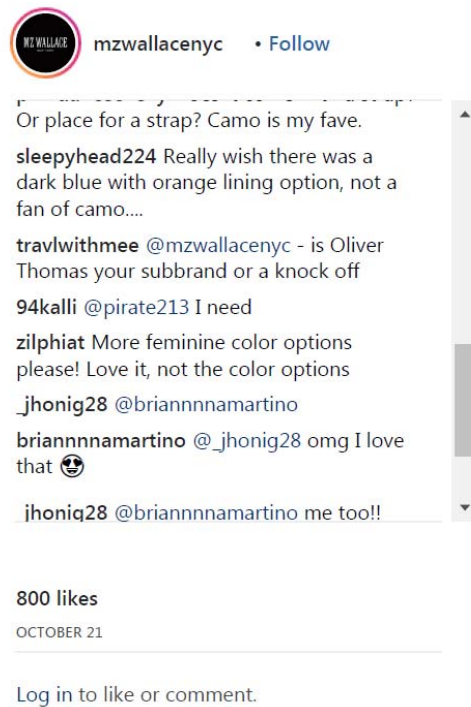 MZ WALLACE
mzwallacenyc • Follow
Or place for a strap? Camo is my fave.
sleepyhead224 Really wish there was a
dark blue with orange lining option, not a
fan of camo....
travlwithmee @mzwallacenyc - is Oliver
Thomas your subbrand or a knock off
94kalli @pirate213 I need
zilphiat More feminine color options
please! Love it, not the color options
_jhonig28 @briannnnamartino
briannnnamartino @_jhonig28 omg I love
that 😍
_jhonig28 @briannnnamartino me too!!
800 likes
OCTOBER 21
Log in to like or comment.